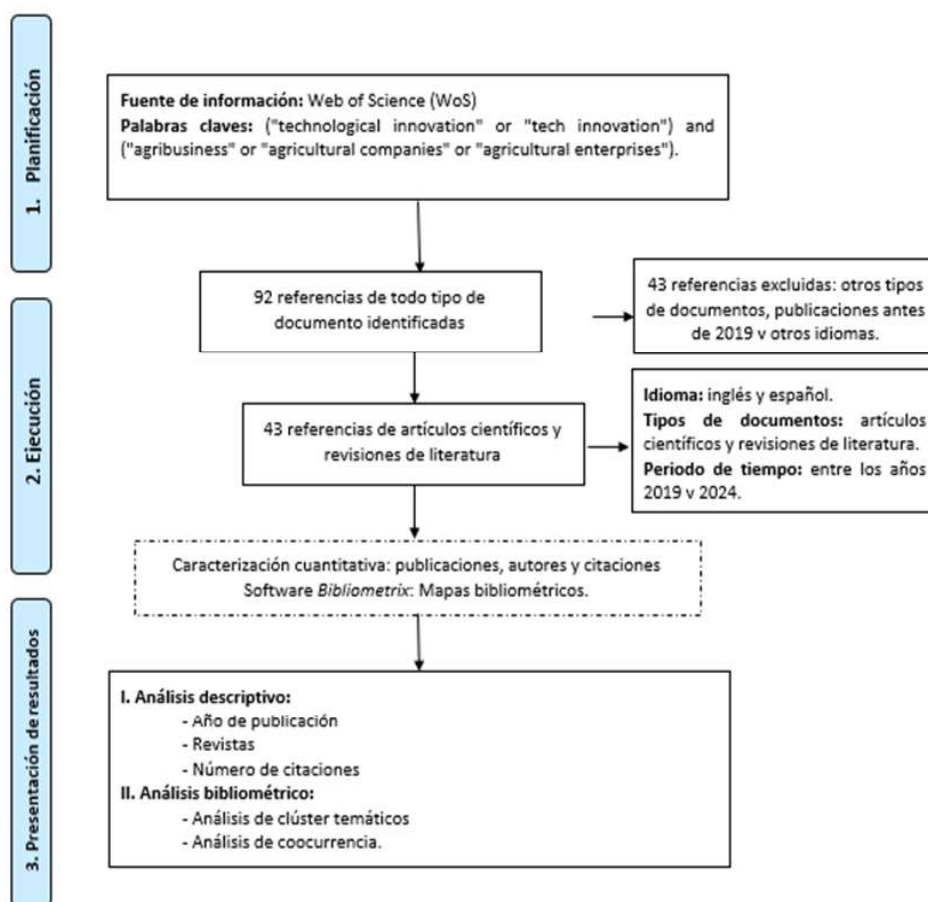 1. Planificación
Fuente de información: Web of Science (WoS)
Palabras claves: ("technological innovation" or "tech innovation") and
("agribusiness" or "agricultural companies" or "agricultural enterprises").
2. Ejecución
92 referencias de todo tipo de
documento identificadas
43 referencias excluidas: otros tipos
de documentos, publicaciones antes
de 2019 v otros idiomas.
43 referencias de artículos científicos y
revisiones de literatura
Idioma: inglés y español.
Tipos de documentos: artículos
científicos y revisiones de literatura.
Periodo de tiempo: entre los años
2019 v 2024.
Caracterización cuantitativa: publicaciones, autores y citaciones
Software Bibliometrix: Mapas bibliométricos.
3. Presentación de resultados
I. Análisis descriptivo:
- Año de publicación
- Revistas
- Número de citaciones
II. Análisis bibliométrico:
- Análisis de clúster temáticos
- Análisis de coocurrencia.